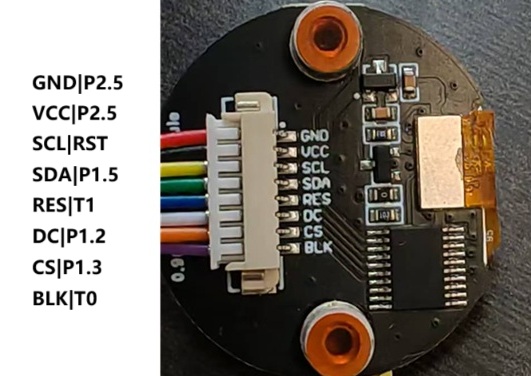 GND|P2.5
VCC|P2.5
SCL|RST
SDA|P1.5
RES|T1
DC|P1.2
CS|P1.3
BLK|T0
GND
VCC
SCL
SDA
RES
DC
CS
BLK